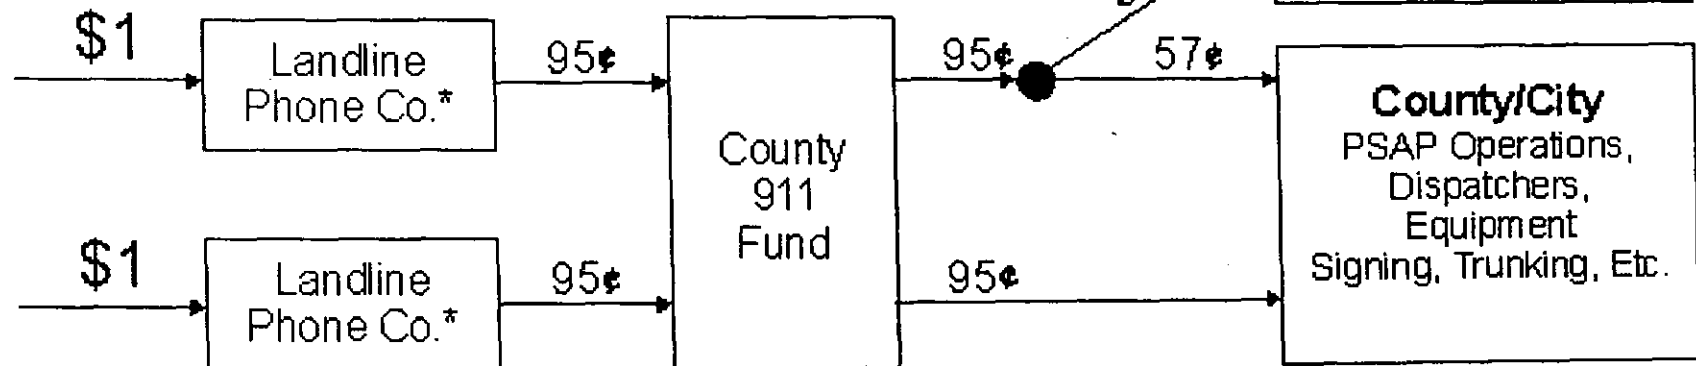 $1
Landline
Phone Co.*
95¢
County
911
Fund
95¢
57¢
County/City
PSAP Operations,
Dispatchers,
Equipment
Signing, Trunking, Etc.
$1
Landline
Phone Co.*
95¢
95¢